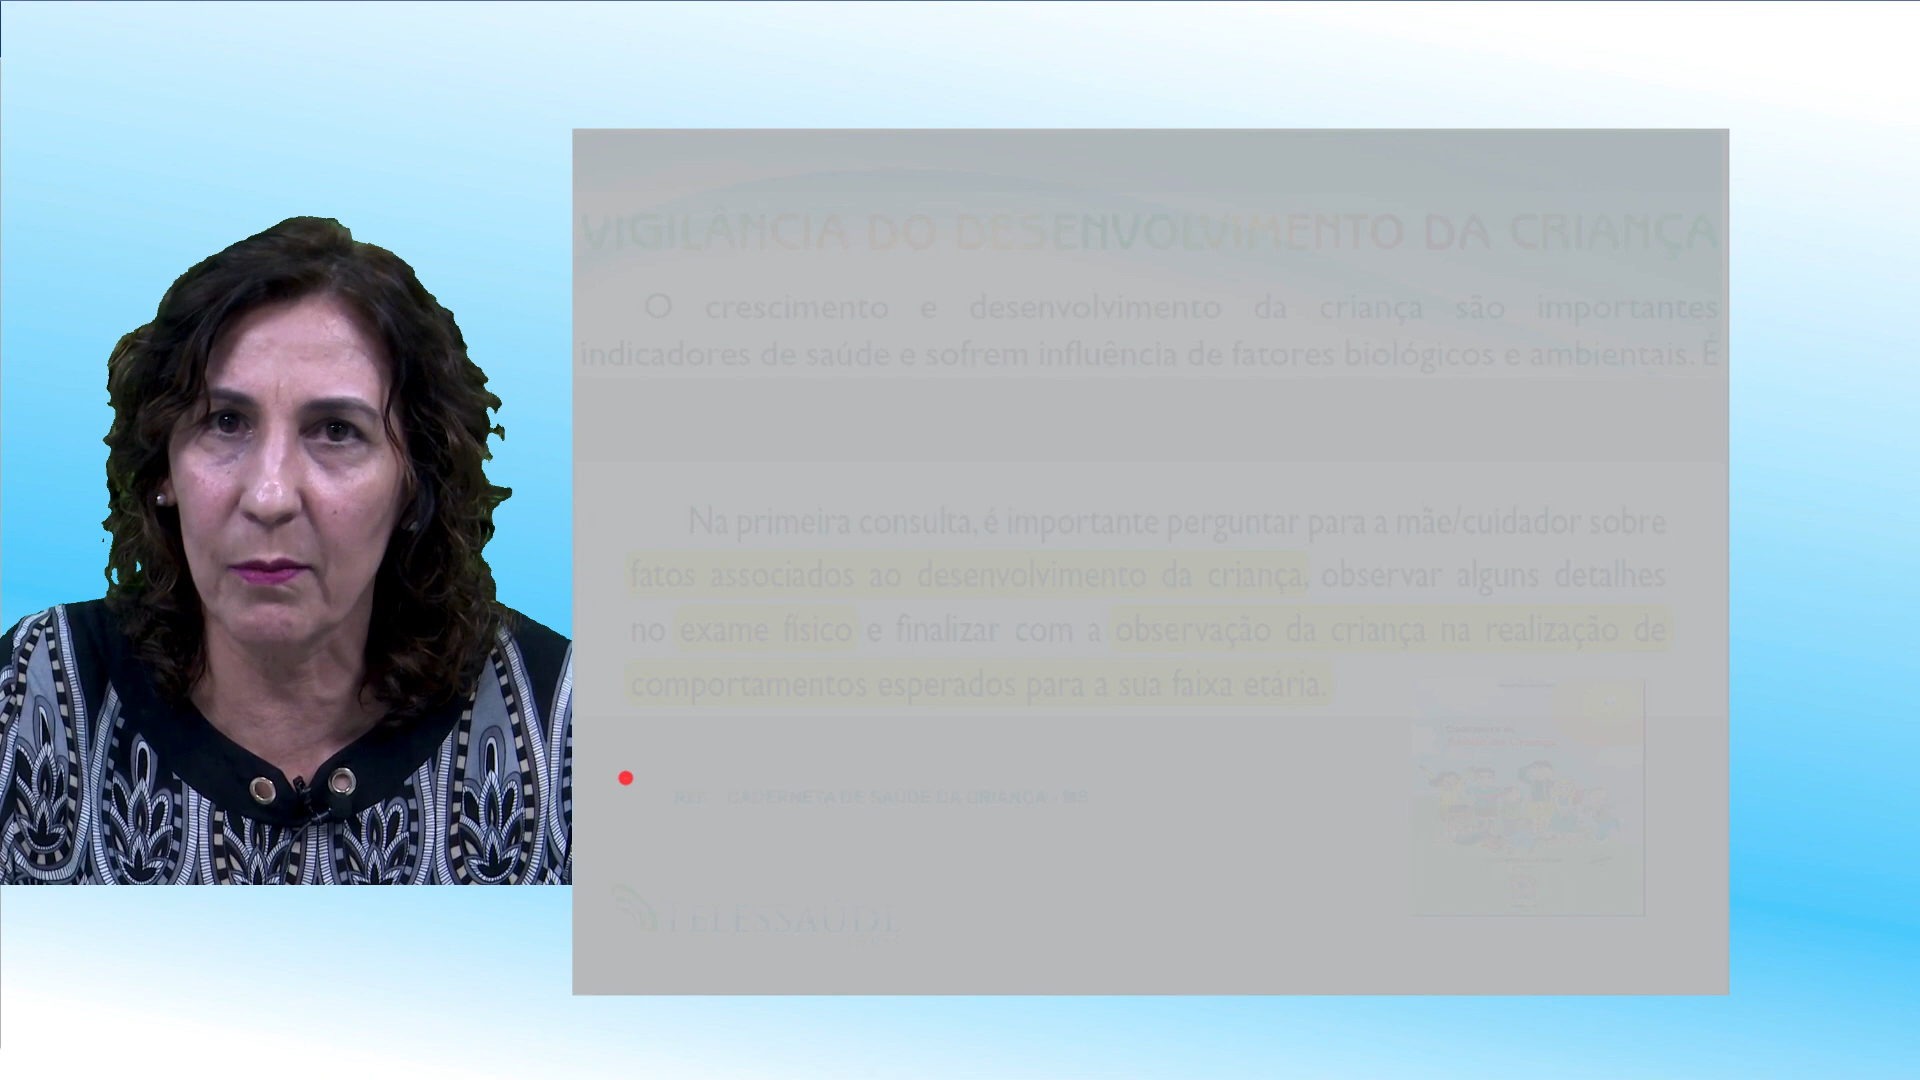 VIGILÂNCIA DO DESENVOLVIMENTO DA CRIANÇA
O crescimento e desenvolvimento da criança são importantes
indicadores de saúde e sofrem influência de fatores biológicos e ambientais. É
Na primeira consulta, é importante perguntar para a mãe/cuidador sobre
fatos associados ao desenvolvimento da criança, observar alguns detalhes
no exame físico e finalizar com a observação da criança na realização de
comportamentos esperados para a sua faixa etária.
CADERNETA DE SAÚDE DA CRIANÇA - MS
TELESSAÚDE